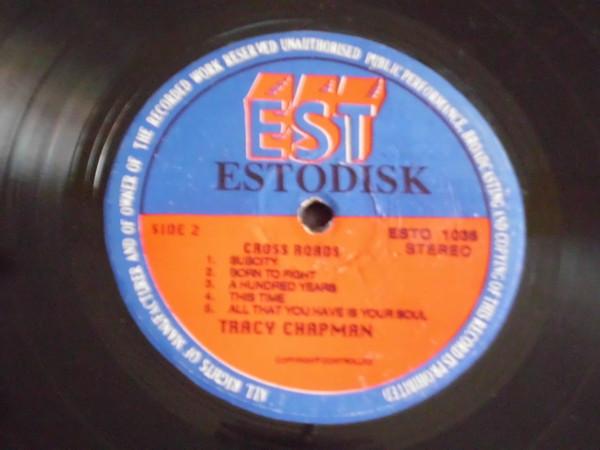 ALL RIGHTS OF MANUFACTURER AND OF OWNER OF THE RECORDED WORK RESERVED UNAUTHORISED PUBLIC PERFORMANCE, BROADCASTING AND COPYING OF THIS RECORD IS PROHIBITED
EST
ESTODISK
SIDE 2
ESTO 1036
STEREO
CROSS ROADS
1. SUBCITY
2. BORN TO FIGHT
3. A HUNDRED YEARS
4. THIS TIME
5. ALL THAT YOU HAVE IS YOUR SOUL
TRACY CHAPMAN
COPYRIGHT CONTROLLED